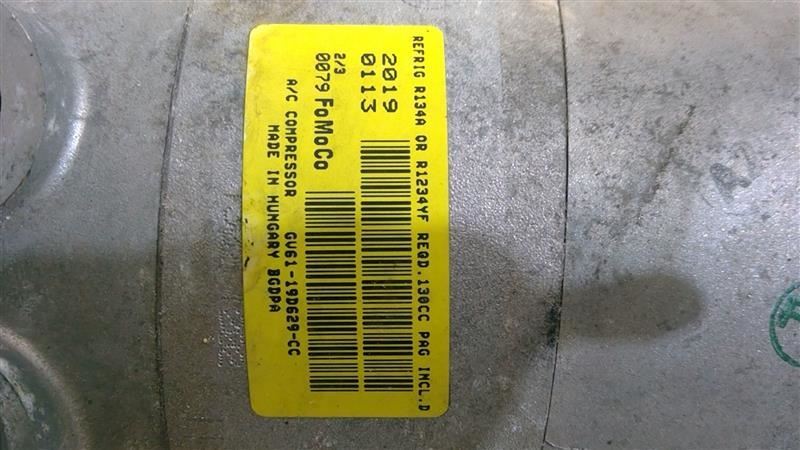 REFRIG R134A OR R1234YF REQD.130CC PAG INCL.D
2019
0113
2/3
0079 FoMoCo
A/C COMPRESSOR GV61-19D629-CC
MADE IN HUNGARY BGDPA